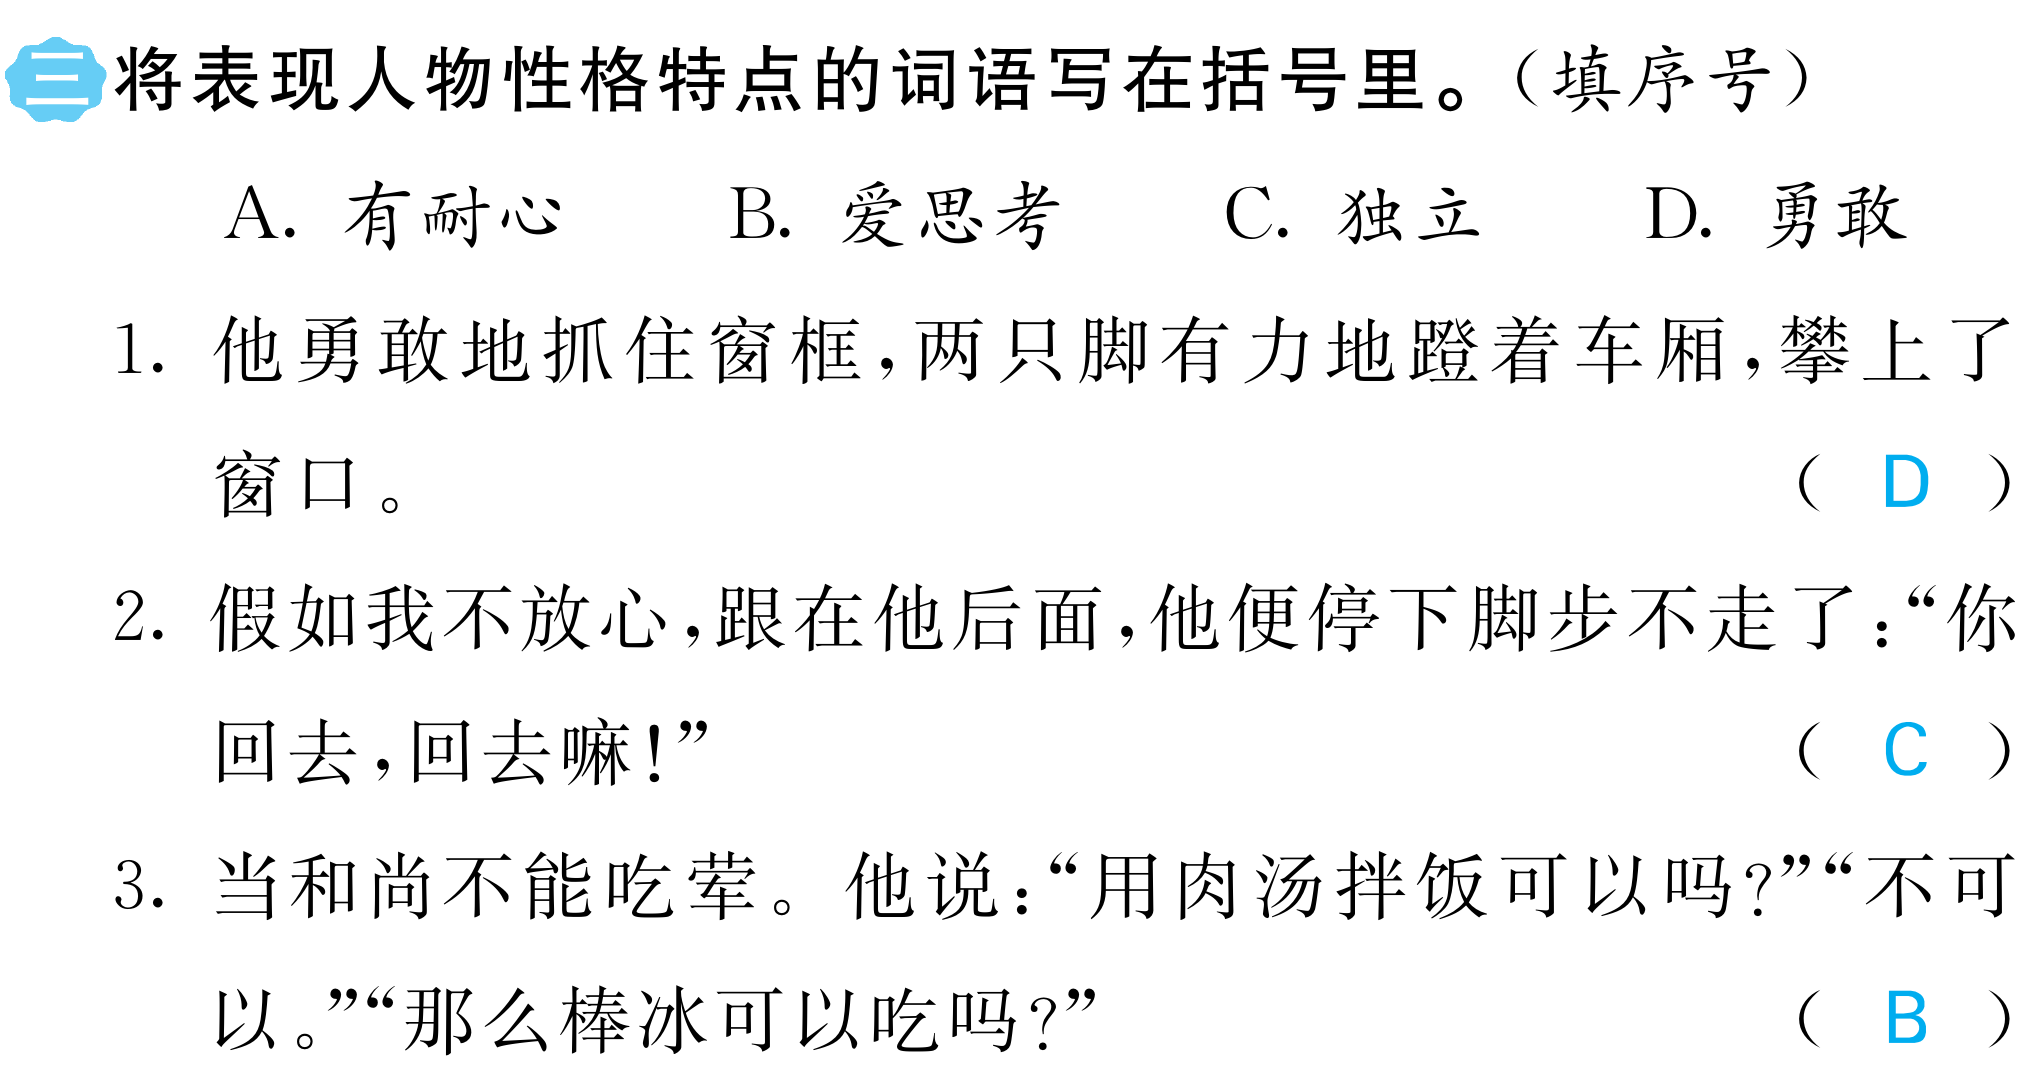 三 将表现人物性格特点的词语写在括号里。（填序号）
A. 有耐心 B. 爱思考 C. 独立 D. 勇敢
1. 他勇敢地抓住窗框，两只脚有力地蹬着车厢，攀上了
窗口。 （ D ）
2. 假如我不放心，跟在他后面，他便停下脚步不走了：“你
回去，回去嘛！” （ C ）
3. 当和尚不能吃荤。他说：“用肉汤拌饭可以吗？”“不可
以。”“那么棒冰可以吃吗？” （ B ）